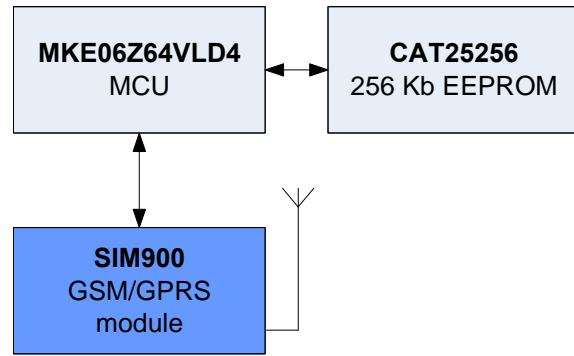 MKE06Z64VLD4
MCU
CAT25256
256 Kb EEPROM
SIM900
GSM/GPRS
module